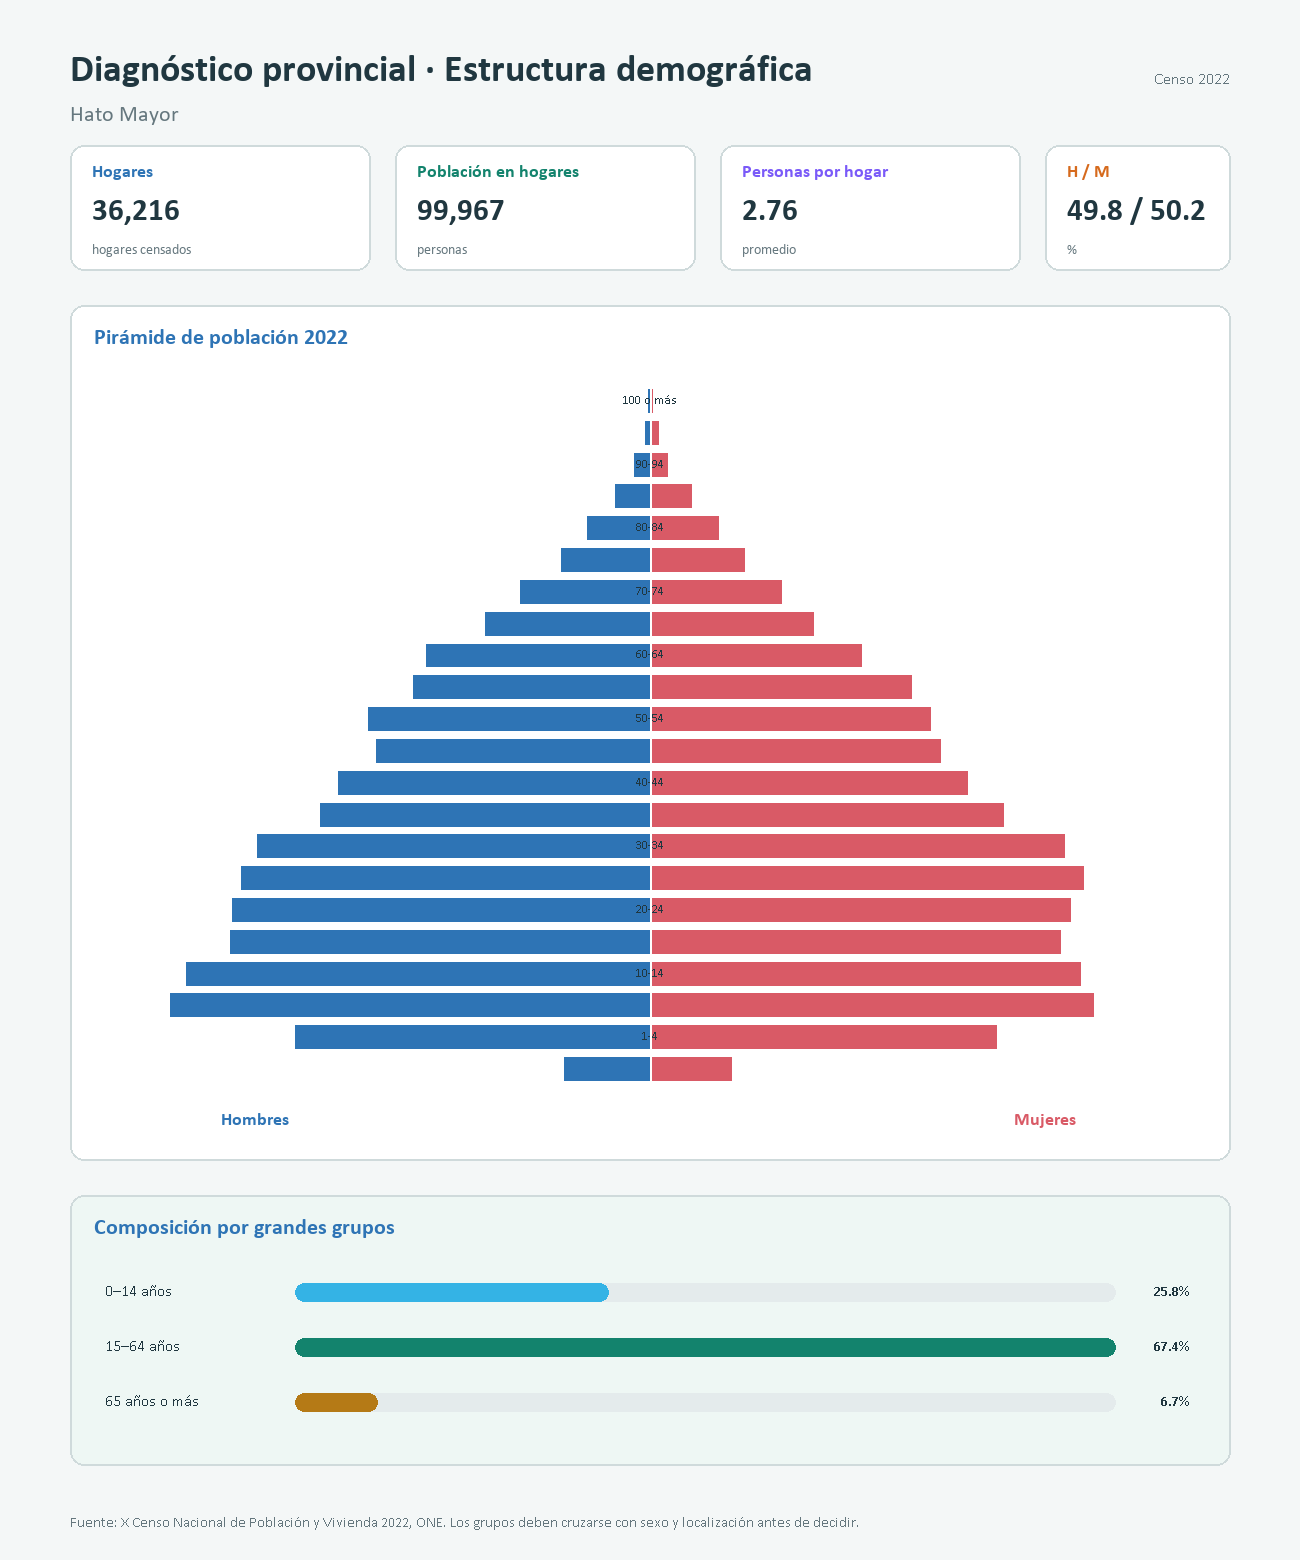 Diagnóstico provincial · Estructura demográfica
Censo 2022
Hato Mayor
Hogares
36,216
hogares censados
Población en hogares
99,967
personas
Personas por hogar
2.76
promedio
H / M
49.8 / 50.2
%
Pirámide de población 2022
100 o más
90-94
80-84
70-74
60-64
50-54
40-44
30-34
20-24
10-14
1-4
Hombres
Mujeres
Composición por grandes grupos
0–14 años
25.8%
15–64 años
67.4%
65 años o más
6.7%
Fuente: X Censo Nacional de Población y Vivienda 2022, ONE. Los grupos deben cruzarse con sexo y localización antes de decidir.